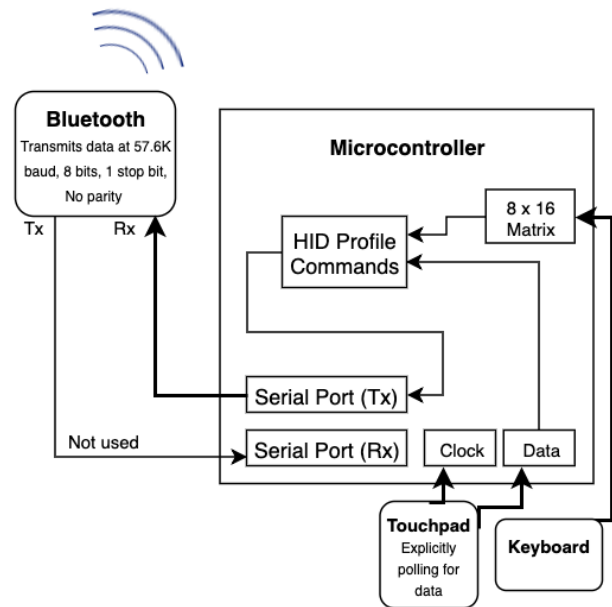 Bluetooth
Transmits data at 57.6K
baud, 8 bits, 1 stop bit,
No parity
Tx
Rx
Microcontroller
8 x 16
Matrix
HID Profile
Commands
Serial Port (Tx)
Not used
Serial Port (Rx)
Clock
Data
Touchpad
Explicitly
polling for
data
Keyboard